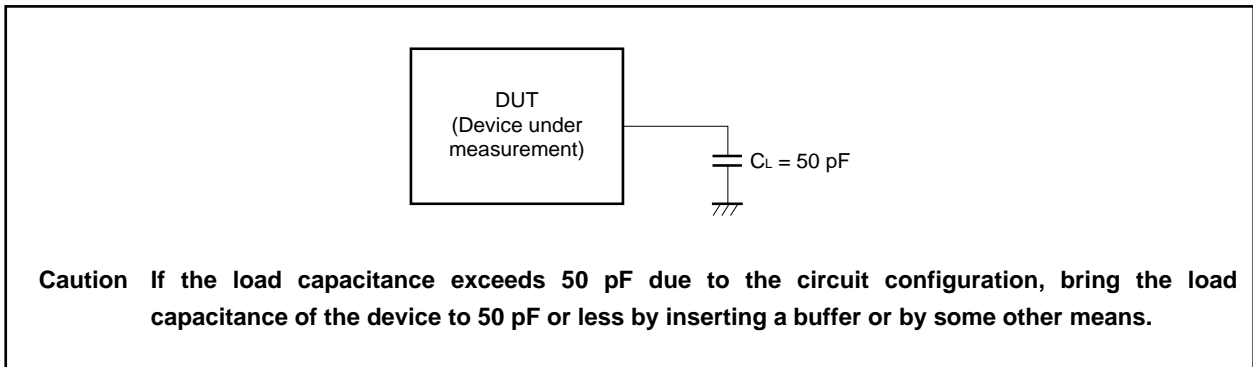 DUT
(Device under
measurement)
CL = 50 pF
Caution If the load capacitance exceeds 50 pF due to the circuit configuration, bring the load
capacitance of the device to 50 pF or less by inserting a buffer or by some other means.